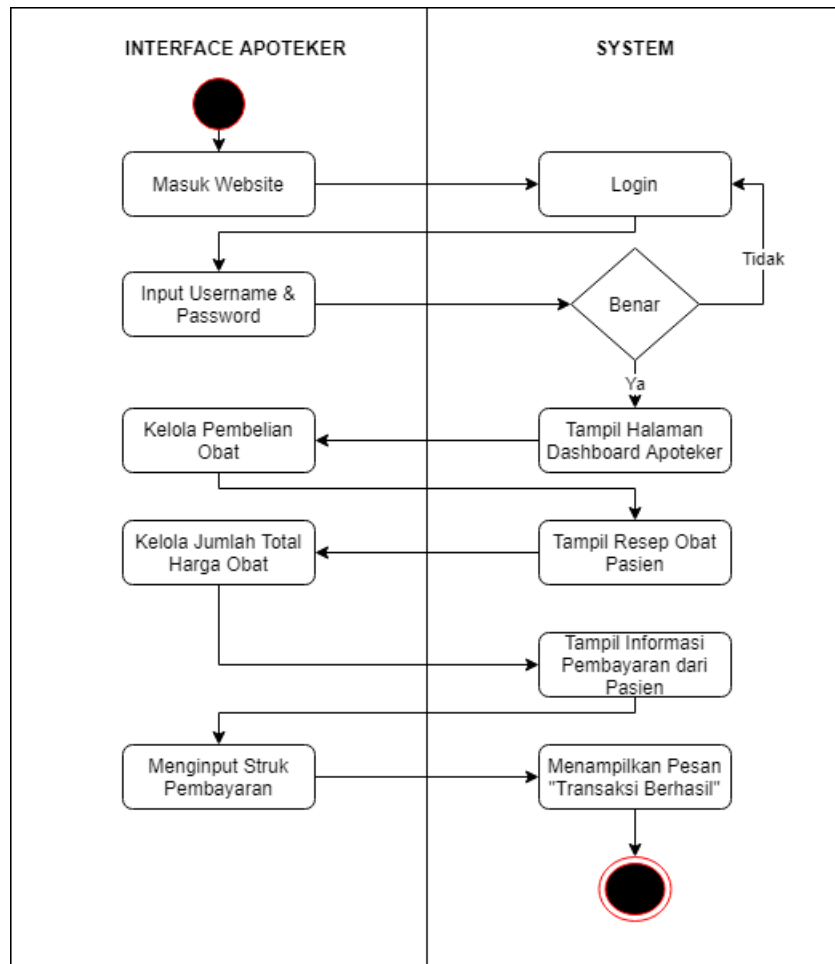 INTERFACE APOTEKER
SYSTEM
Masuk Website
Login
Tidak
Input Username &
Password
Benar
Ya
Kelola Pembelian
Obat
Tampil Halaman
Dashboard Apoteker
Kelola Jumlah Total
Harga Obat
Tampil Resep Obat
Pasien
Tampil Informasi
Pembayaran dari
Pasien
Menginput Struk
Pembayaran
Menampilkan Pesan
"Transaksi Berhasil"